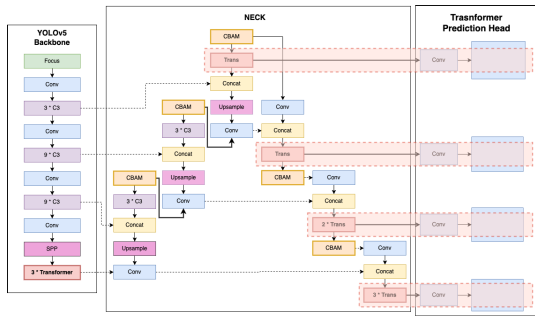 YOLOv5
Backbone
Focus
Conv
3 * C3
Conv
9 * C3
Conv
9 * C3
Conv
SPP
3 * Transformer
NECK
CBAM
Trans
Concat
Upsample
Conv
CBAM
3 * C3
Concat
Upsample
Conv
CBAM
3 * C3
Concat
Upsample
Conv
Conv
Concat
Trans
CBAM
Conv
Concat
2 * Trans
CBAM
Conv
Concat
3 * Trans
Trasnformer
Prediction Head
Conv
Conv
Conv
Conv